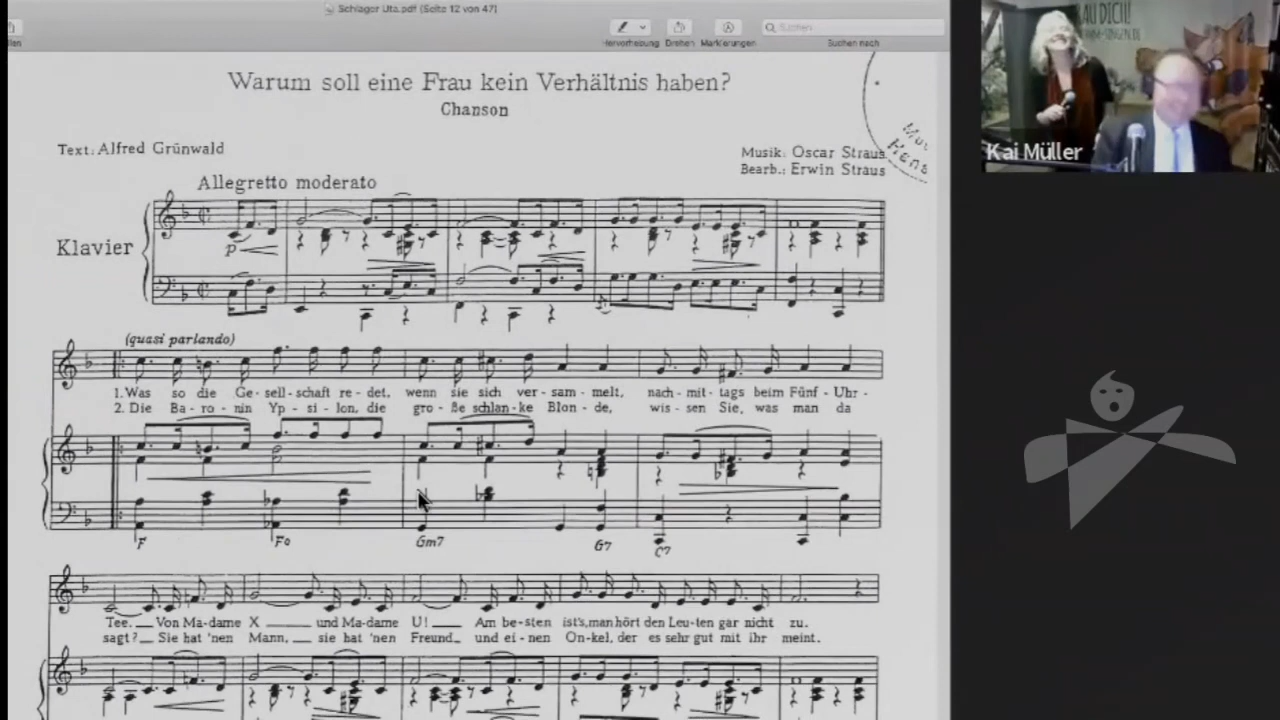 Schlager Uta.pdf (Seite 12 von 47)
Hervorhebung Drehen Markierungen Suchen nach
Suchen
Warum soll eine Frau kein Verhältnis haben?
Chanson
Text: Alfred Grünwald
Musik: Oscar Straus
Bearb.: Erwin Straus
Allegretto moderato
Klavier
p
(quasi parlando)
1. Was so die Ge-sell-schaft re-det, wenn sie sich ver-sam-melt, nach-mit-tags beim Fünf-Uhr-
2. Die Ba-ro-nin Yp-si-lon, die gro-ße schlan-ke Blon-de, wis-sen Sie, was man da
F Fo Gm7 G7 C7
Tee. Von Ma-dame X und Ma-dame U! Am be-sten ist's, man hört den Leu-ten gar nicht zu.
sagt? Sie hat 'nen Mann, sie hat 'nen Freund und ei-nen On-kel, der es sehr gut mit ihr meint.
AU DICH!
Kai Müller